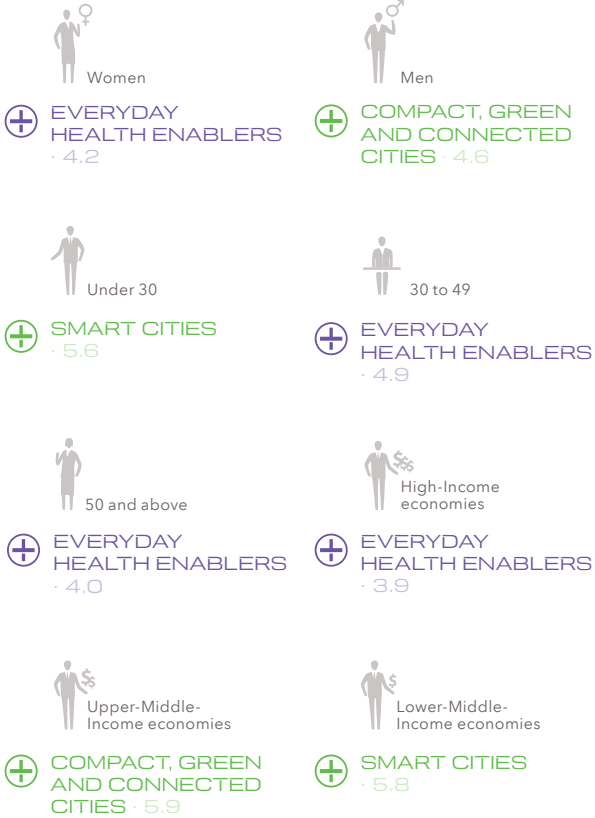 Women
EVERYDAY
HEALTH ENABLERS
· 4.2
Men
COMPACT, GREEN
AND CONNECTED
CITIES · 4.6
Under 30
SMART CITIES
· 5.6
30 to 49
EVERYDAY
HEALTH ENABLERS
· 4.9
50 and above
EVERYDAY
HEALTH ENABLERS
· 4.0
High-Income
economies
EVERYDAY
HEALTH ENABLERS
· 3.9
Upper-Middle-
Income economies
COMPACT, GREEN
AND CONNECTED
CITIES · 5.9
Lower-Middle-
Income economies
SMART CITIES
· 5.8